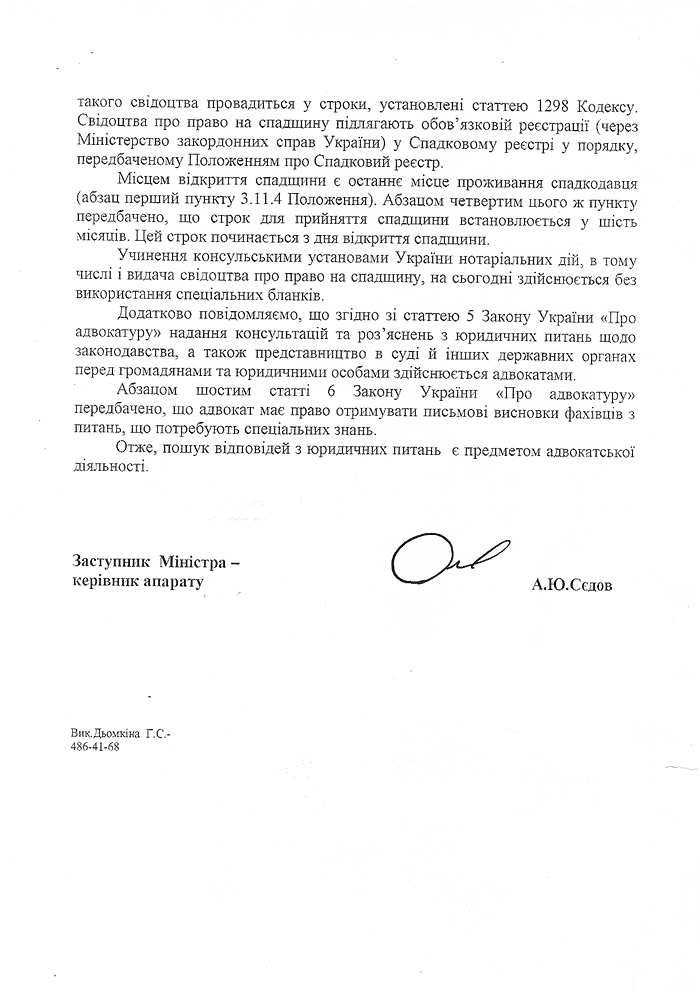 такого свідоцтва провадиться у строки, установлені статтею 1298 Кодексу.
Свідоцтва про право на спадщину підлягають обов’язковій реєстрації (через
Міністерство закордонних справ України) у Спадковому реєстрі у порядку,
передбаченому Положенням про Спадковий реєстр.
Місцем відкриття спадщини є останнє місце проживання спадкодавця
(абзац перший пункту 3.11.4 Положення). Абзацом четвертим цього ж пункту
передбачено, що строк для прийняття спадщини встановлюється у шість
місяців. Цей строк починається з дня відкриття спадщини.
Учинення консульськими установами України нотаріальних дій, в тому
числі і видача свідоцтва про право на спадщину, на сьогодні здійснюється без
використання спеціальних бланків.
Додатково повідомляємо, що згідно зі статтею 5 Закону України «Про
адвокатуру» надання консультацій та роз’яснень з юридичних питань щодо
законодавства, а також представництво в суді й інших державних органах
перед громадянами та юридичними особами здійснюється адвокатами.
Абзацом шостим статті 6 Закону України «Про адвокатуру»
передбачено, що адвокат має право отримувати письмові висновки фахівців з
питань, що потребують спеціальних знань.
Отже, пошук відповідей з юридичних питань є предметом адвокатської
діяльності.
Заступник Міністра –
керівник апарату
А.Ю.Сєдов
Вик.Дьомкіна Г.С.-
486-41-68